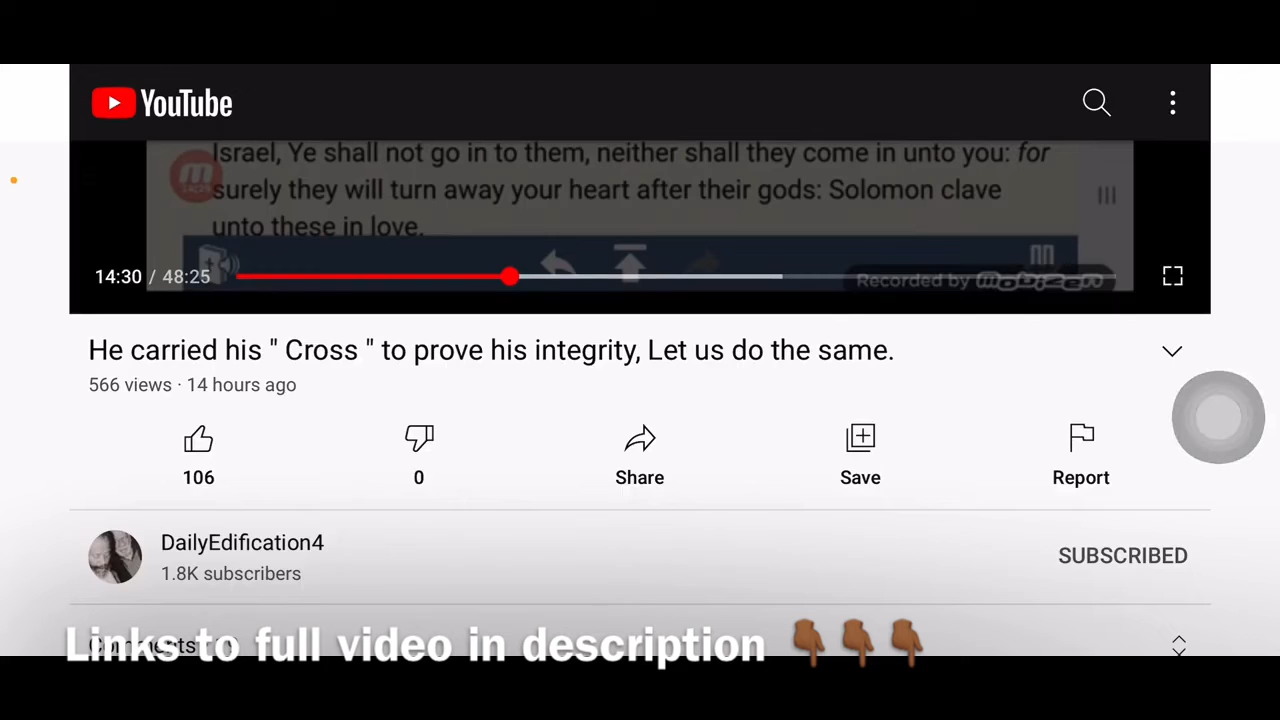 YouTube
Israel, Ye shall not go in to them, neither shall they come in unto you: for
surely they will turn away your heart after their gods: Solomon clave
unto these in love.
14:30 / 48:25
Recorded by mobizen
He carried his " Cross " to prove his integrity, Let us do the same.
566 views · 14 hours ago
106
0
Share
Save
Report
DailyEdification4
1.8K subscribers
SUBSCRIBED
Comments
Links to full video in description 👇🏾👇🏾👇🏾